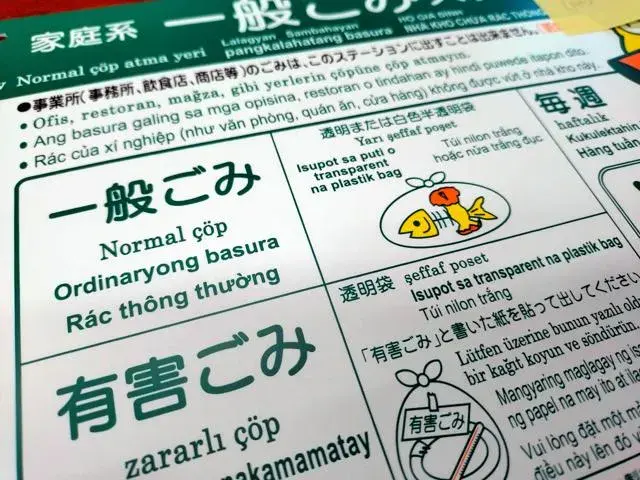 家庭系 一般ごみ
Lalagyan Sambahayan
HỘ GIA ĐÌNH
Normal çöp atma yeri pangkalahatang basura NHÀ KHO CHỨA RÁC THÔNG
●事業所(事務所、飲食店、商店等)のごみは、このステーションに出すことは出来ません。
• Ofis, restoran, mağza, gibi yerlerin çöpüne çöp atmayın.
• Ang basura galing sa mga opisina, restoran o tindahan ay hindi puwede itapon dito.
• Rác của xí nghiệp (như văn phòng, quán ăn, cửa hàng) không được vứt ở nhà kho này.
一般ごみ
Normal çöp
Ordinaryong basura
Rác thông thường
透明または白色半透明袋
Yarı şeffaf poşet
Isupot sa puti o
transparent
na plastik bag
Túi nilon trắng
hoặc nửa trắng đục
毎週
haftalık
Hàng tuần
有害ごみ
zararlı çöp
nakamamatay
透明袋 şeffaf poset
Isupot sa transparent na plastik bag
Túi nilon trắng
「有害ごみ」と書いた紙を貼って出してください
Lütfen üzerine bunun yazılı
bir kağıt koyun ve söndürün
Mangyaring maglagay ng
ng papel na may ito at
Vui lòng đặt một
điều này lên đó
有害ごみ